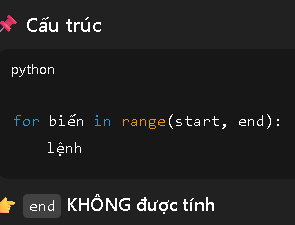 📌 Cấu trúc
python
for biến in range(start, end):
    lệnh
👉 end KHÔNG được tính